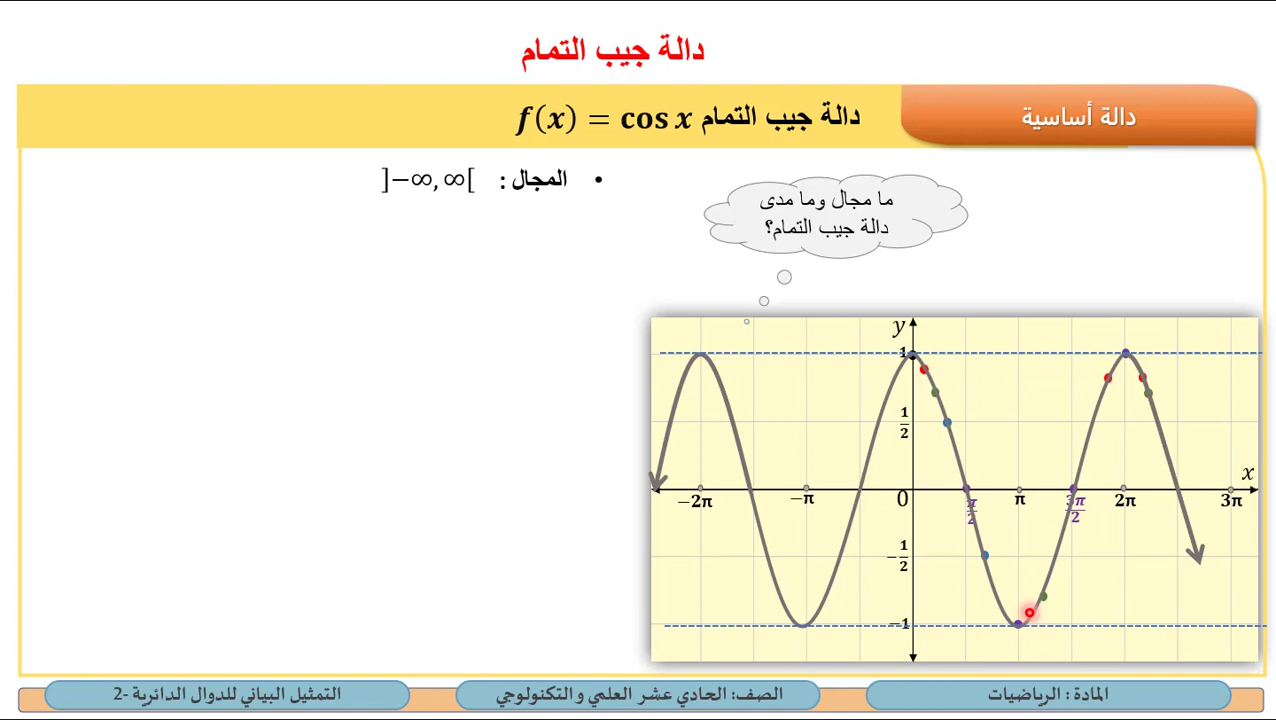 دالة جيب التمام
دالة أساسية
دالة جيب التمام f(x) = cos x
• المجال : ]−∞, ∞[
ما مجال وما مدى
دالة جيب التمام؟
y
1
1/2
x
−2π −π 0 π/2 π 3π/2 2π 3π
−1/2
−1
المادة : الرياضيات
الصف: الحادي عشر العلمي و التكنولوجي
التمثيل البياني للدوال الدائرية -2